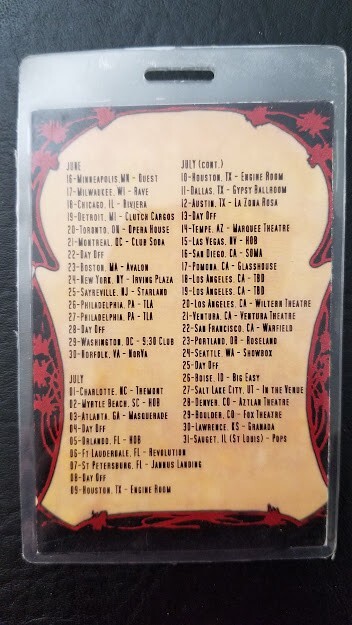 June
16-Minneapolis, MN - Quest
17-Milwaucee, WI - Rave
18-Chicago, IL - Riviera
19-Detroit, MI - Clutch Cargos
20-Toronto, ON - Opera House
21-Montreal, QC - Club Soda
22-Day Off
23-Boston, MA - Avalon
24-New York, NY - Irving Plaza
25-Sayreville, NJ - Starland
26-Philadelphia, PA - TLA
27-Philadelphia, PA - TLA
28-Day Off
29-Washington, DC - 9:30 Club
30-Norfolk, VA - NorVa
July
01-Charlotte, NC - Tremont
02-Myrtle Beach, SC - HOB
03-Atlanta, GA - Masquerade
04-Day Off
05-Orlando, FL - HOB
06-Ft Lauderdale, FL - Revolution
07-St Petersburg, FL - Jannus Landing
08-Day Off
09-Houston, TX - Engine Room
July (cont.)
10-Houston, TX - Engine Room
11-Dallas, TX - Gypsy Ballroom
12-Austin, TX - La Zona Rosa
13-Day Off
14-Tempe, AZ - Marquee Theatre
15-Las Vegas, NV - HOB
16-San Diego, CA - SOMA
17-Pomona, CA - Glasshouse
18-Los Angeles, CA - TBD
19-Los Angeles, CA - TBD
20-Los Angeles, CA - Wiltern Theatre
21-Ventura, CA - Ventura Theatre
22-San Francisco, CA - Warfield
23-Portland, OR - Roseland
24-Seattle, WA - Showbox
25-Day Off
26-Boise, ID - Big Easy
27-Salt Lake City, UT - In the Venue
28-Denver, CO - Aztlan Theatre
29-Boulder, CO - Fox Theatre
30-Lawrence, KS - Granada
31-Sauget, IL (St Louis) - Pops